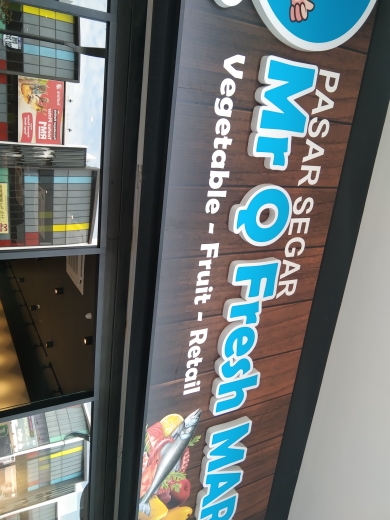 PASAR SEGAR
Mr Q Fresh MAR
Vegetable - Fruit - Retail